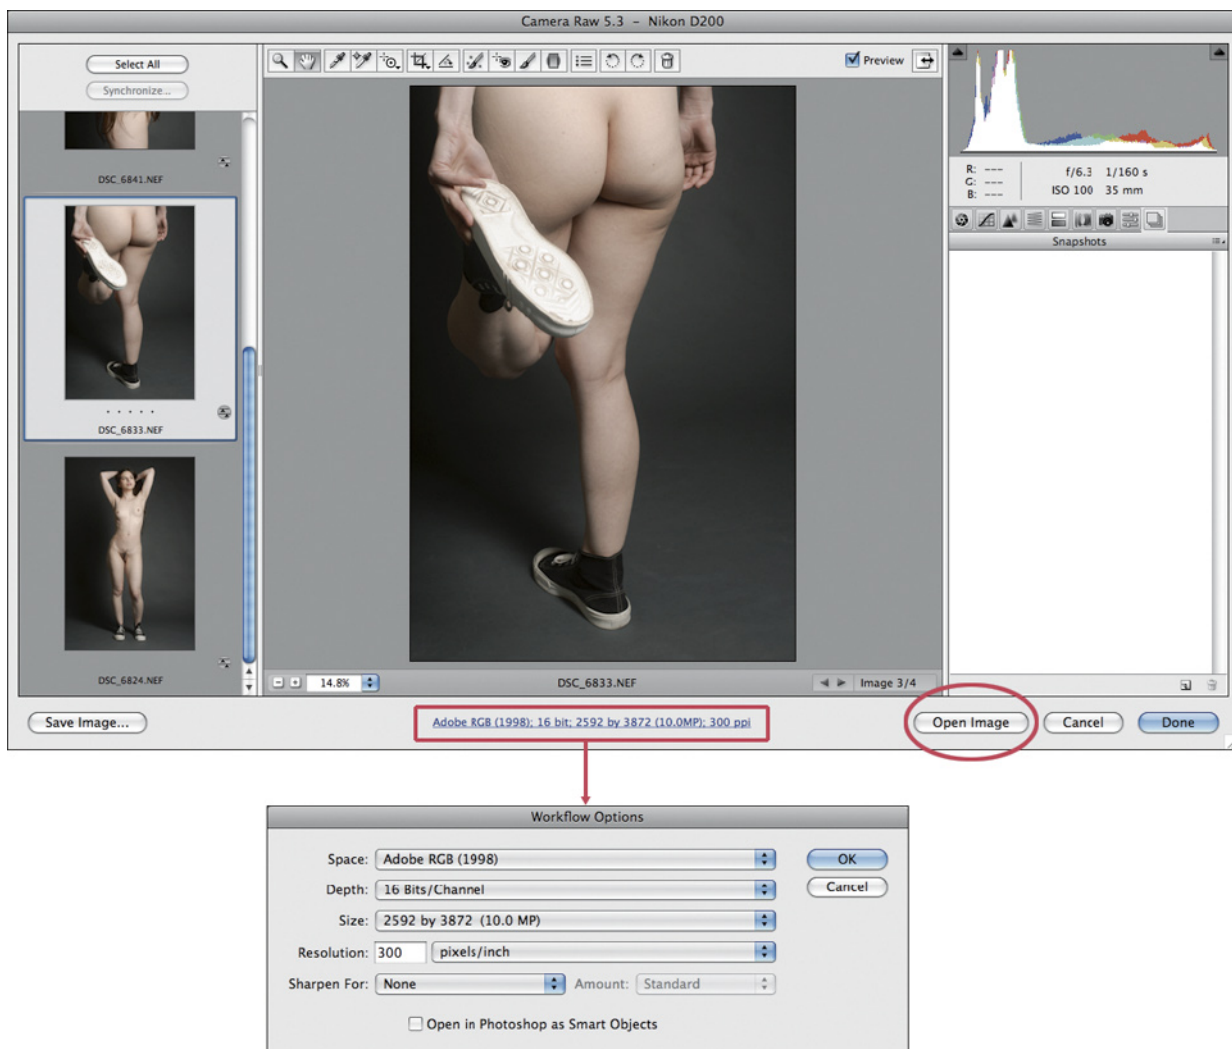 Camera Raw 5.3 – Nikon D200
Select All
Synchronize...
DSC_6841.NEF
DSC_6833.NEF
DSC_6824.NEF
Preview
R: ---
G: ---
B: ---
f/6.3 1/160 s
ISO 100 35 mm
Snapshots
14.8%
DSC_6833.NEF
Image 3/4
Save Image...
Adobe RGB (1998); 16 bit; 2592 by 3872 (10.0MP); 300 ppi
Open Image
Cancel
Done
Workflow Options
Space: Adobe RGB (1998)
OK
Depth: 16 Bits/Channel
Cancel
Size: 2592 by 3872 (10.0 MP)
Resolution: 300 pixels/inch
Sharpen For: None Amount: Standard
Open in Photoshop as Smart Objects